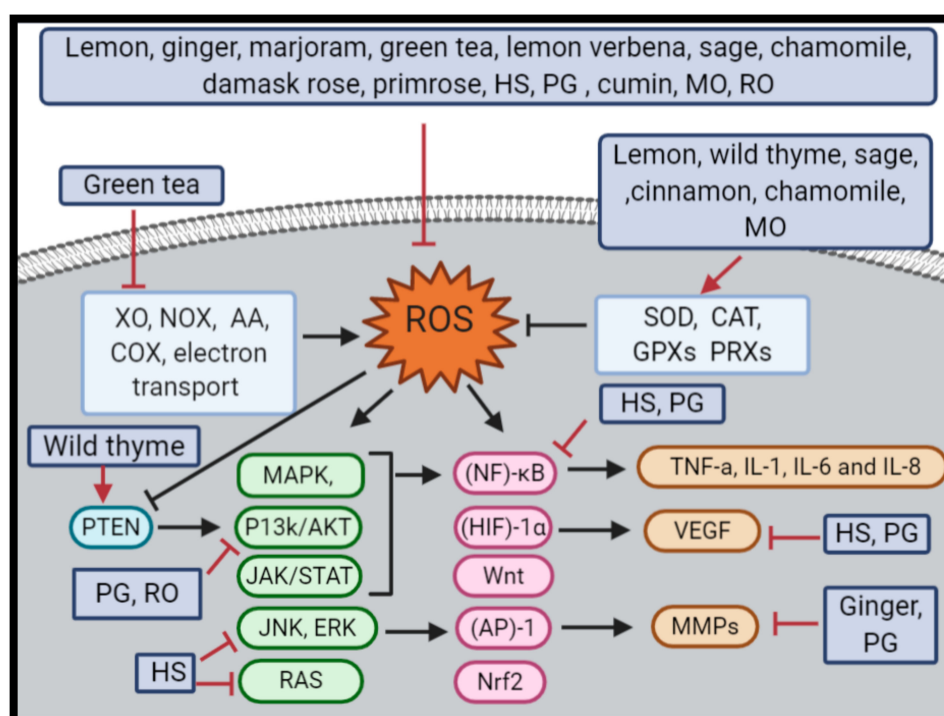 Lemon, ginger, marjoram, green tea, lemon verbena, sage, chamomile,
damask rose, primrose, HS, PG , cumin, MO, RO
Green tea
Lemon, wild thyme, sage,
,cinnamon, chamomile,
MO
XO, NOX, AA,
COX, electron
transport
ROS
SOD, CAT,
GPXs PRXs
HS, PG
Wild thyme
MAPK,
(NF)-κB
TNF-a, IL-1, IL-6 and IL-8
PTEN
P13k/AKT
(HIF)-1α
VEGF
HS, PG
PG, RO
JAK/STAT
Wnt
JNK, ERK
(AP)-1
MMPs
Ginger,
PG
HS
RAS
Nrf2